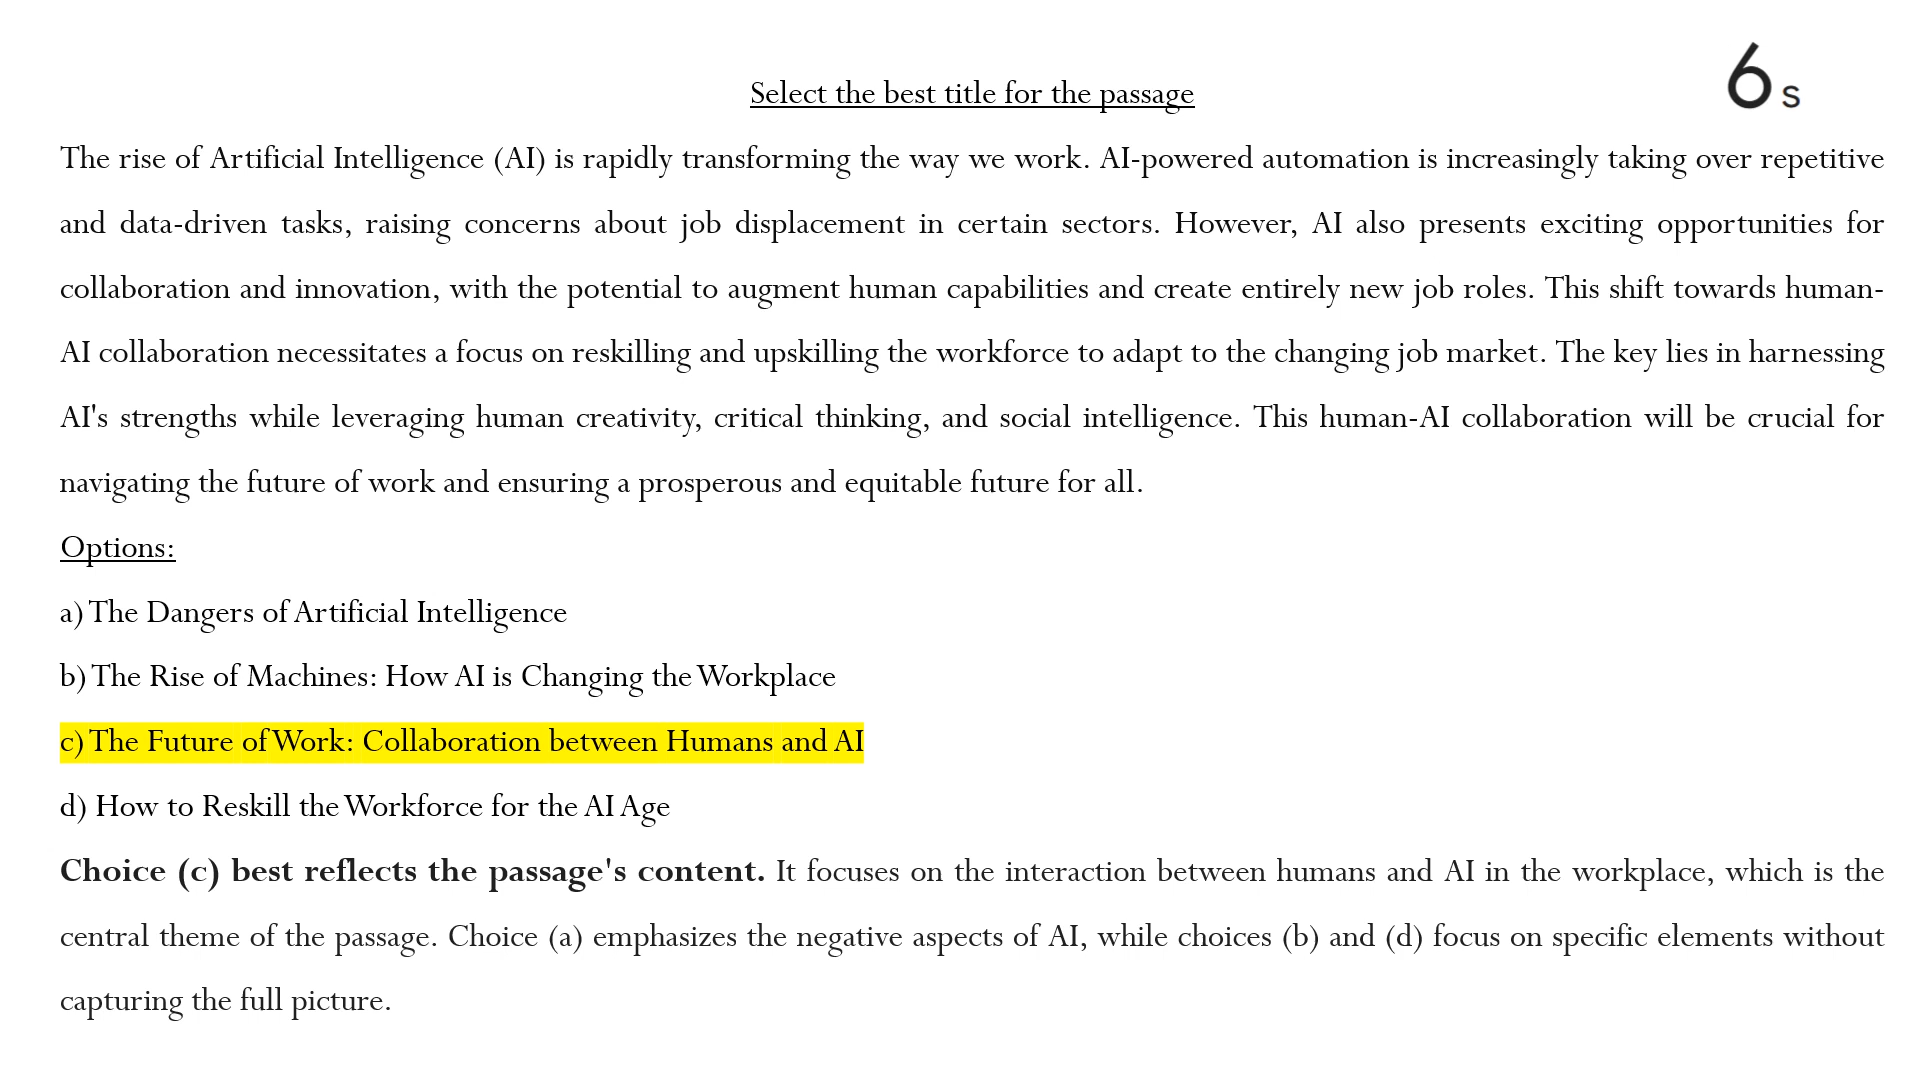 Select the best title for the passage
6 s
The rise of Artificial Intelligence (AI) is rapidly transforming the way we work. AI-powered automation is increasingly taking over repetitive
and data-driven tasks, raising concerns about job displacement in certain sectors. However, AI also presents exciting opportunities for
collaboration and innovation, with the potential to augment human capabilities and create entirely new job roles. This shift towards human-
AI collaboration necessitates a focus on reskilling and upskilling the workforce to adapt to the changing job market. The key lies in harnessing
AI's strengths while leveraging human creativity, critical thinking, and social intelligence. This human-AI collaboration will be crucial for
navigating the future of work and ensuring a prosperous and equitable future for all.
Options:
a) The Dangers of Artificial Intelligence
b) The Rise of Machines: How AI is Changing the Workplace
c) The Future of Work: Collaboration between Humans and AI
d) How to Reskill the Workforce for the AI Age
Choice (c) best reflects the passage's content. It focuses on the interaction between humans and AI in the workplace, which is the
central theme of the passage. Choice (a) emphasizes the negative aspects of AI, while choices (b) and (d) focus on specific elements without
capturing the full picture.